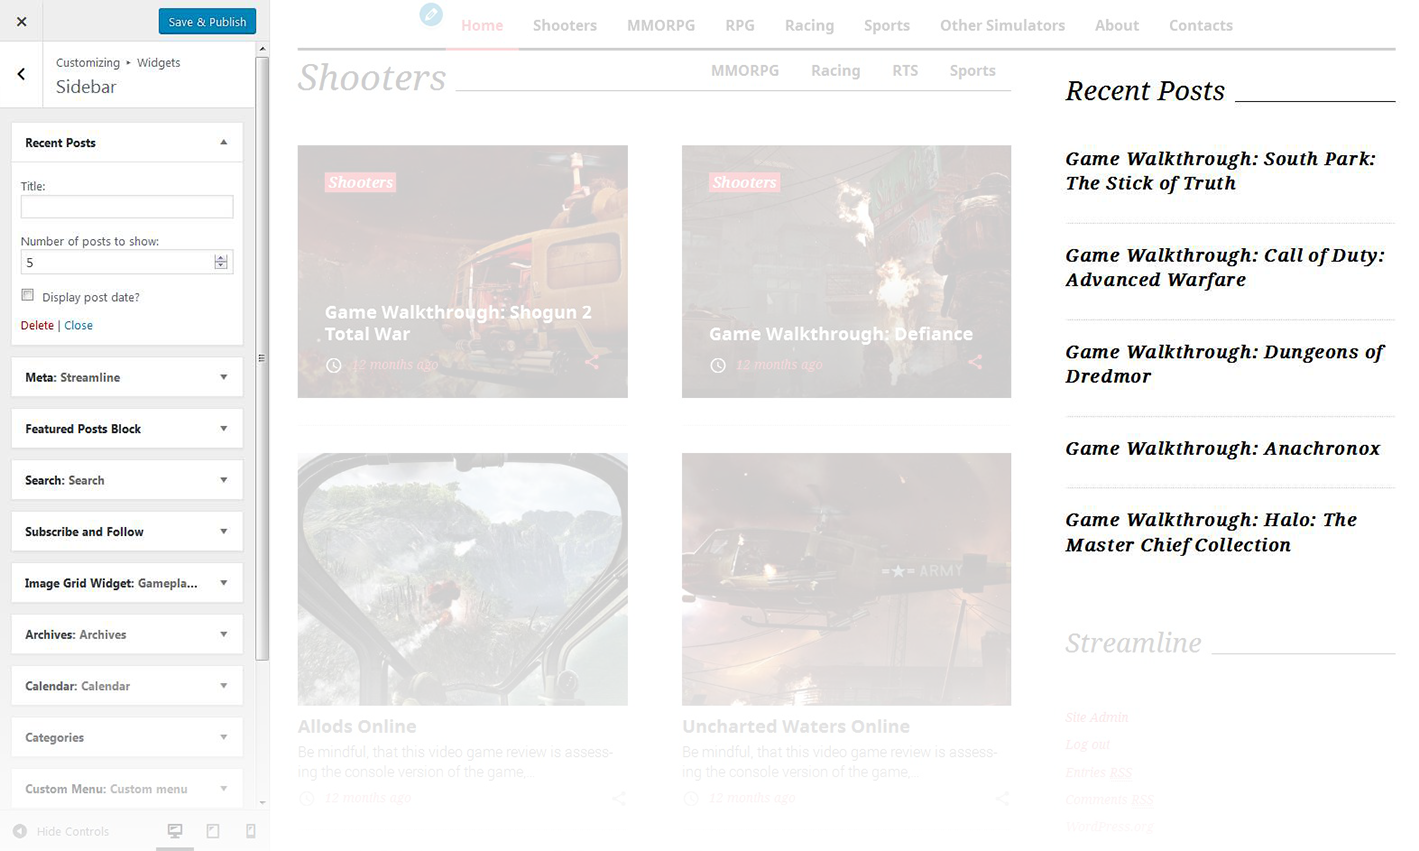 Save & Publish
Customizing ▸ Widgets
Sidebar
Recent Posts
Title:
Number of posts to show:
5
Display post date?
Delete | Close
Meta: Streamline
Featured Posts Block
Search: Search
Subscribe and Follow
Image Grid Widget: Gamepla...
Archives: Archives
Calendar: Calendar
Categories
Custom Menu: Custom menu
Hide Controls
Home Shooters MMORPG RPG Racing Sports Other Simulators About Contacts
Shooters
MMORPG Racing RTS Sports
Shooters
Game Walkthrough: Shogun 2
Total War
12 months ago
Shooters
Game Walkthrough: Defiance
12 months ago
ARMY
Allods Online
Be mindful, that this video game review is assess-
ing the console version of the game,...
12 months ago
Uncharted Waters Online
Be mindful, that this video game review is assess-
ing the console version of the game,...
12 months ago
Recent Posts
Game Walkthrough: South Park:
The Stick of Truth
Game Walkthrough: Call of Duty:
Advanced Warfare
Game Walkthrough: Dungeons of
Dredmor
Game Walkthrough: Anachronox
Game Walkthrough: Halo: The
Master Chief Collection
Streamline
Site Admin
Log out
Entries RSS
Comments RSS
WordPress.org